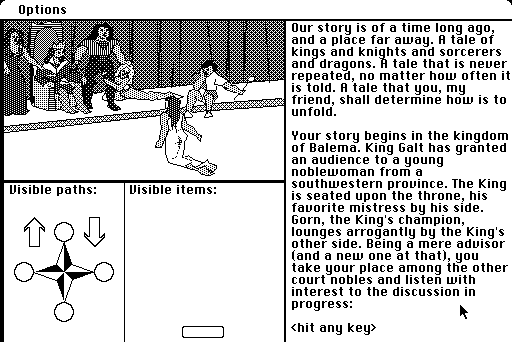 Options
Our story is of a time long ago,
and a place far away. A tale of
kings and knights and sorcerers
and dragons. A tale that is never
repeated, no matter how often it
is told. A tale that you, my
friend, shall determine how is to
unfold.
Your story begins in the kingdom
of Balema. King Galt has granted
an audience to a young
noblewoman from a
southwestern province. The King
is seated upon the throne, his
favorite mistress by his side.
Gorn, the King's champion,
lounges arrogantly by the King's
other side. Being a mere advisor
(and a new one at that), you
take your place among the other
court nobles and listen with
interest to the discussion in
progress:
<hit any key>
Visible paths:
Visible items: